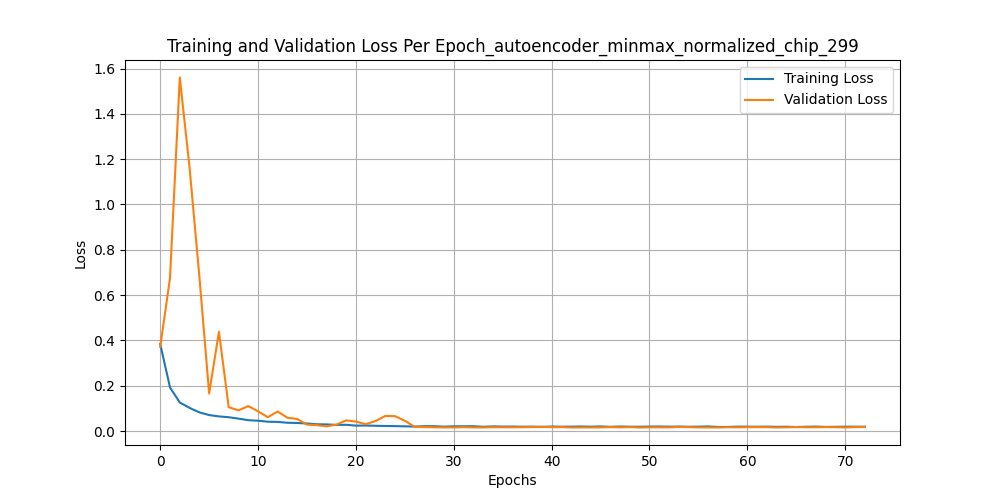 Training and Validation Loss Per Epoch_autoencoder_minmax_normalized_chip_299
Training Loss
Validation Loss
1.6
1.4
1.2
1.0
0.8
0.6
0.4
0.2
0.0
Loss
0 10 20 30 40 50 60 70
Epochs